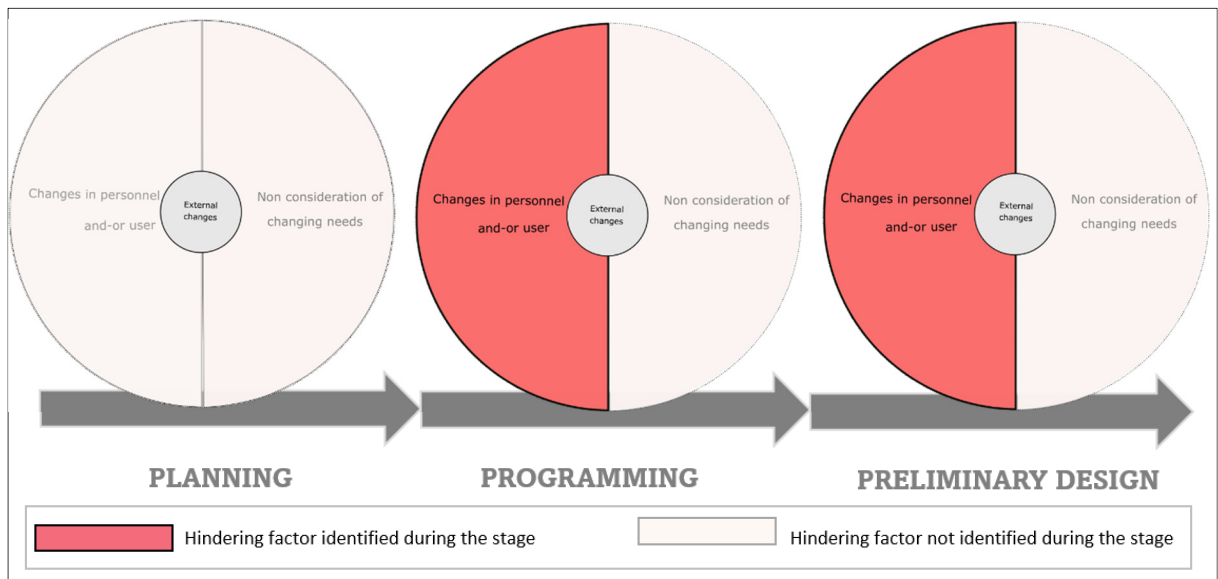 Changes in personnel
and-or user
External
changes
Non consideration of
changing needs
Changes in personnel
and-or user
External
changes
Non consideration of
changing needs
Changes in personnel
and-or user
External
changes
Non consideration of
changing needs
PLANNING
PROGRAMMING
PRELIMINARY DESIGN
Hindering factor identified during the stage
Hindering factor not identified during the stage